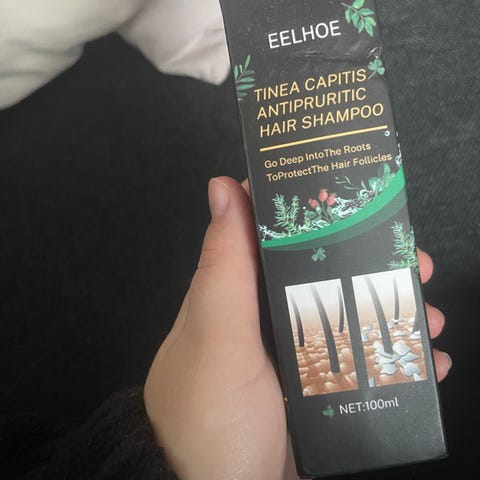 EELHOE
TINEA CAPITIS
ANTIPRURITIC
HAIR SHAMPOO
Go Deep IntoThe Roots
ToProtectThe Hair Follicles
NET:100ml